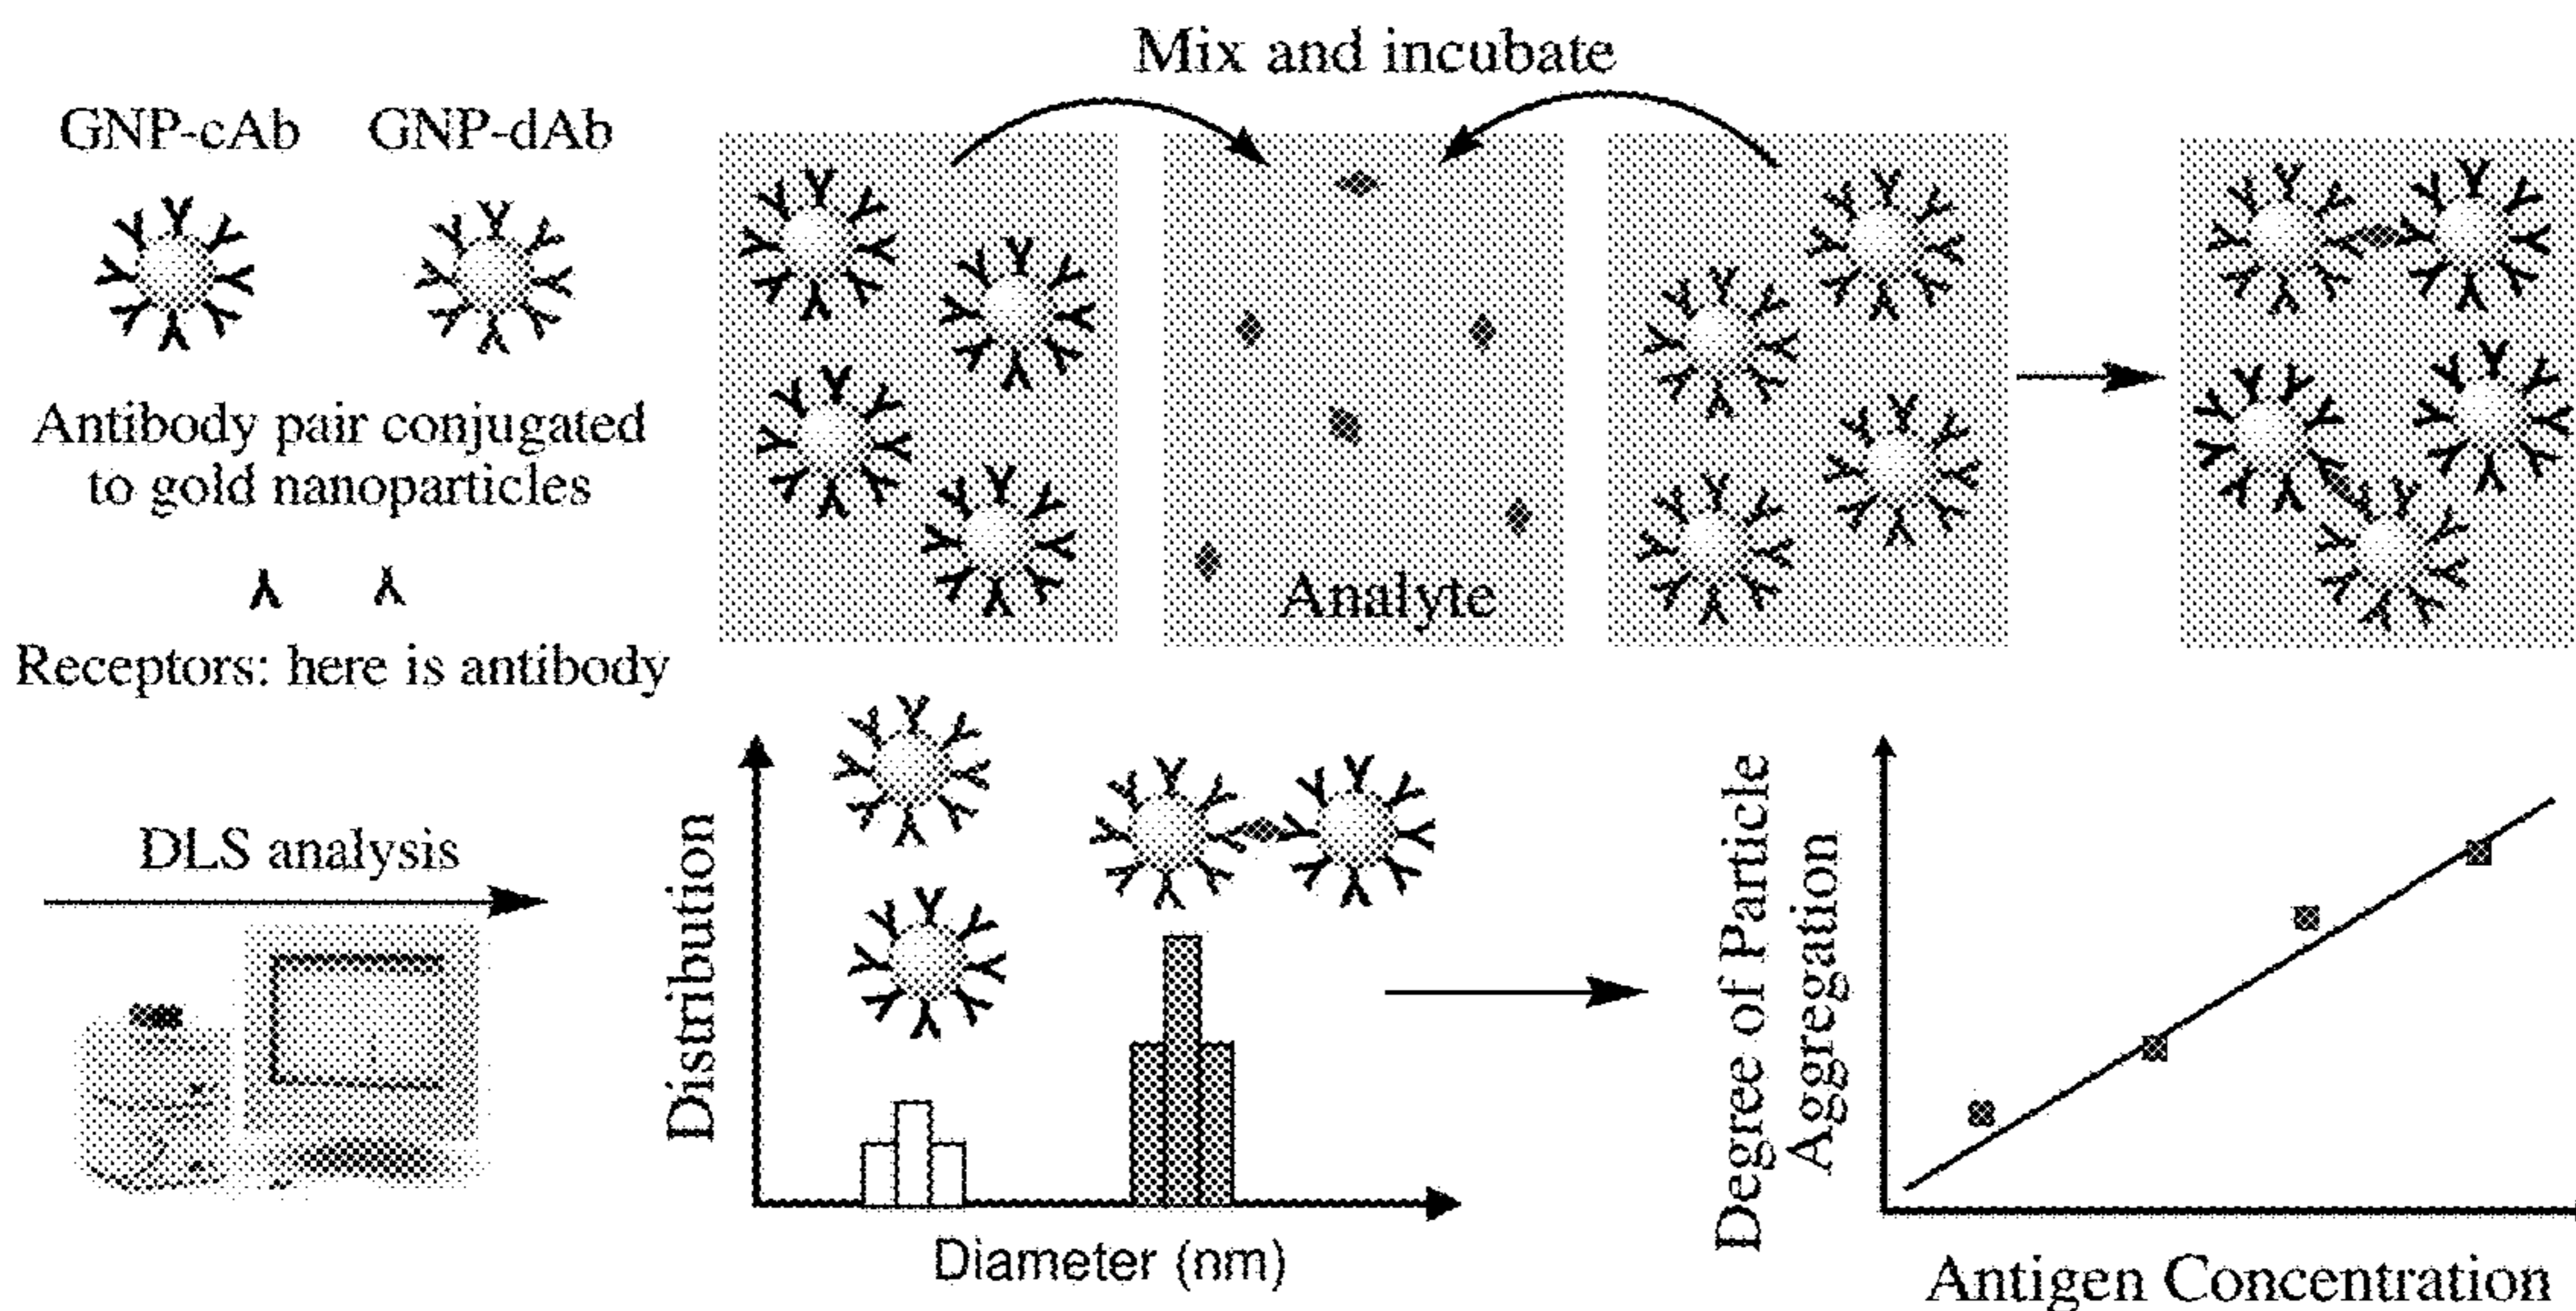 Mix and incubate
GNP-cAb GNP-dAb
Antibody pair conjugated
to gold nanoparticles
Receptors: here is antibody
Analyte
DLS analysis
Distribution
Diameter (nm)
Degree of Particle
Aggregation
Antigen Concentration